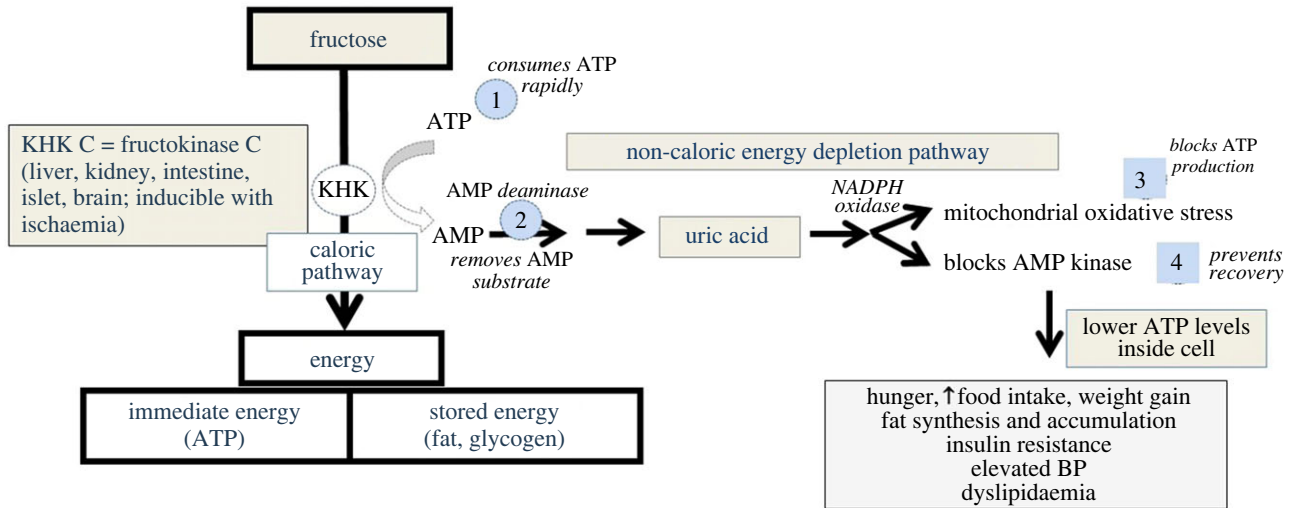 fructose
consumes ATP
rapidly
1
ATP
KHK C = fructokinase C
(liver, kidney, intestine,
islet, brain; inducible with
ischaemia)
KHK
caloric
pathway
energy
immediate energy
(ATP)
stored energy
(fat, glycogen)
non-caloric energy depletion pathway
AMP deaminase
2
AMP
removes AMP
substrate
uric acid
NADPH
oxidase
blocks ATP
production
3
mitochondrial oxidative stress
blocks AMP kinase
4
prevents
recovery
lower ATP levels
inside cell
hunger,↑food intake, weight gain
fat synthesis and accumulation
insulin resistance
elevated BP
dyslipidaemia